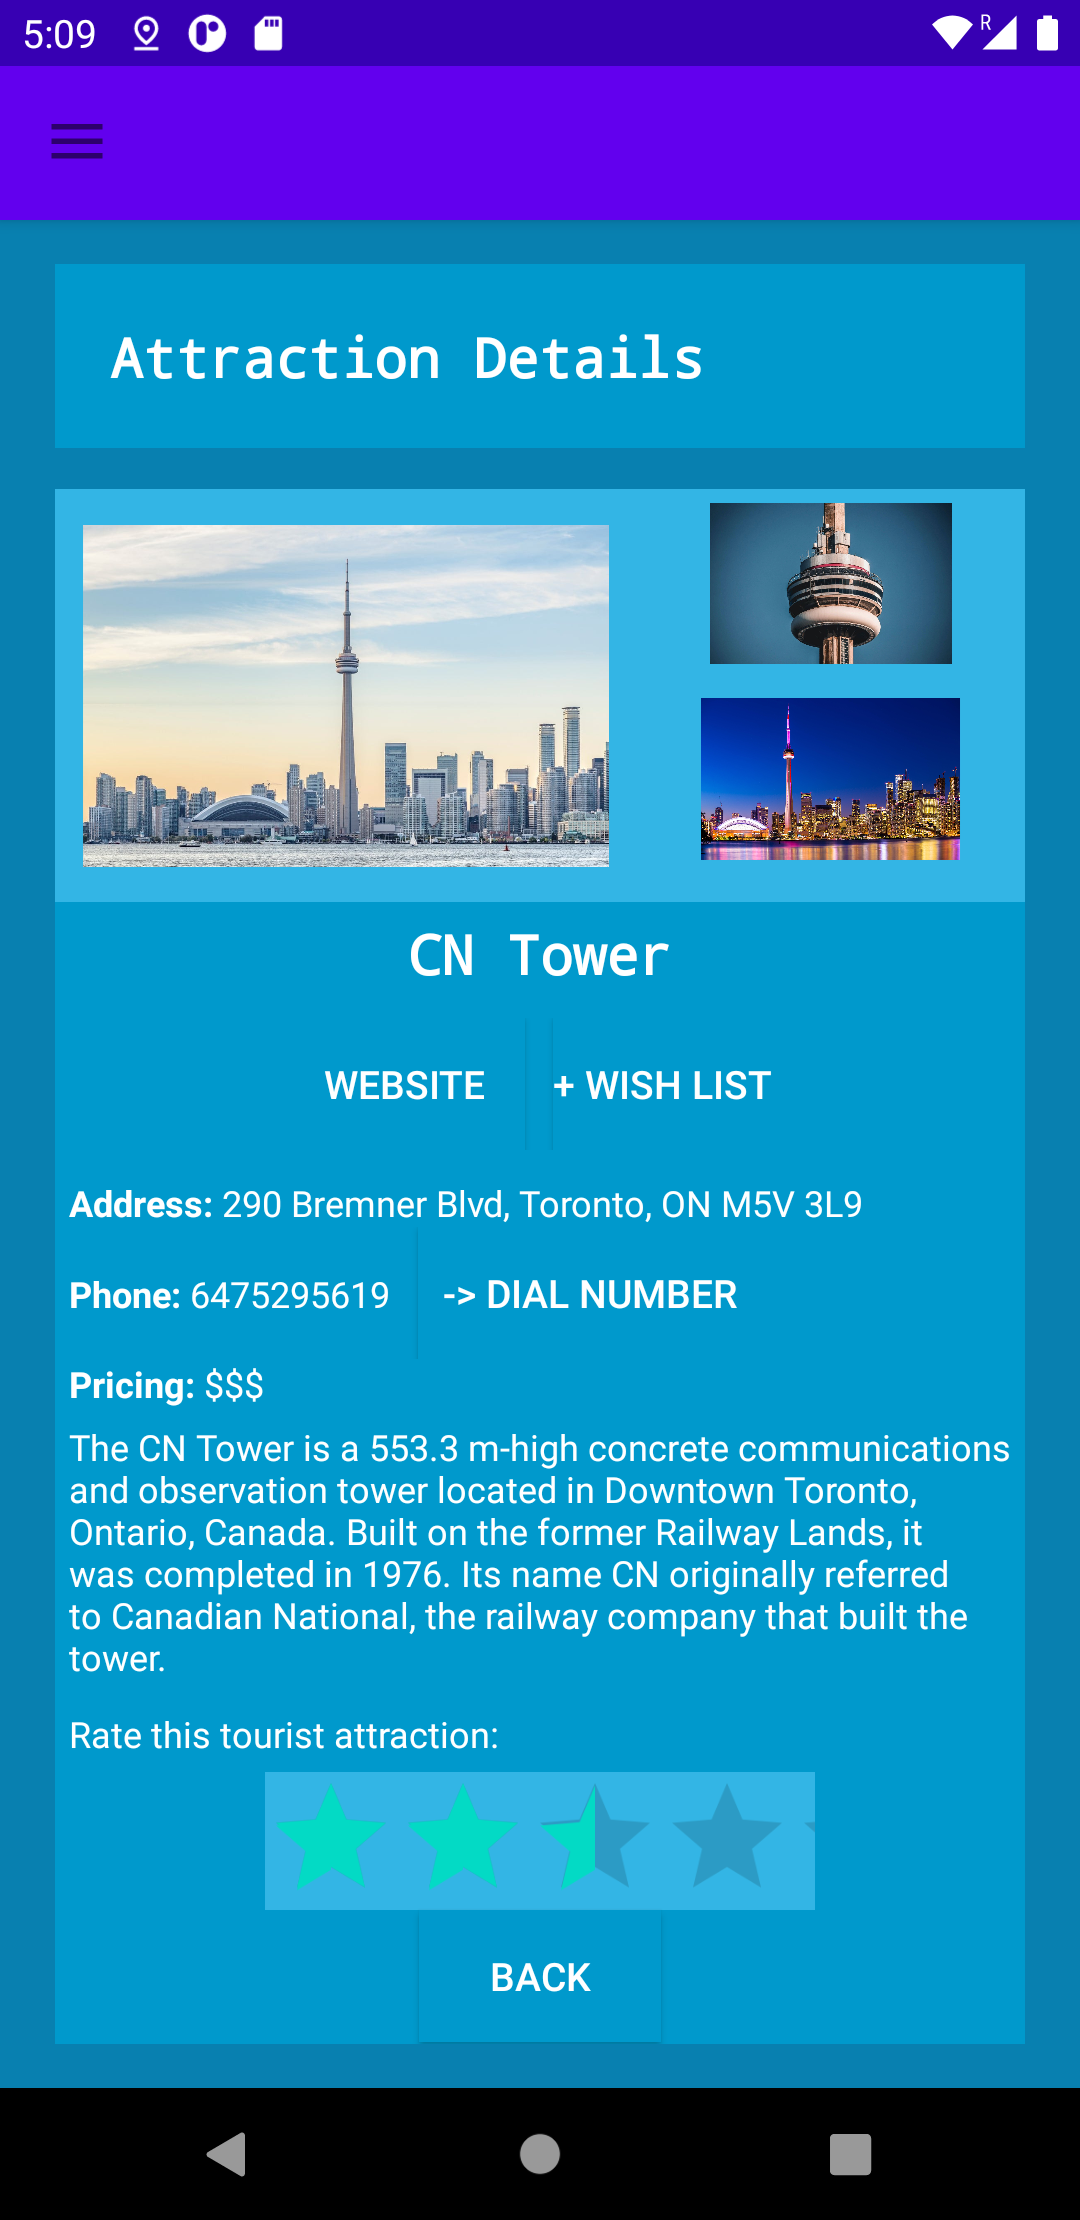 5:09
R
Attraction Details
CN Tower
WEBSITE
+ WISH LIST
Address: 290 Bremner Blvd, Toronto, ON M5V 3L9
Phone: 6475295619
-> DIAL NUMBER
Pricing: $$$
The CN Tower is a 553.3 m-high concrete communications
and observation tower located in Downtown Toronto,
Ontario, Canada. Built on the former Railway Lands, it
was completed in 1976. Its name CN originally referred
to Canadian National, the railway company that built the
tower.
Rate this tourist attraction:
BACK